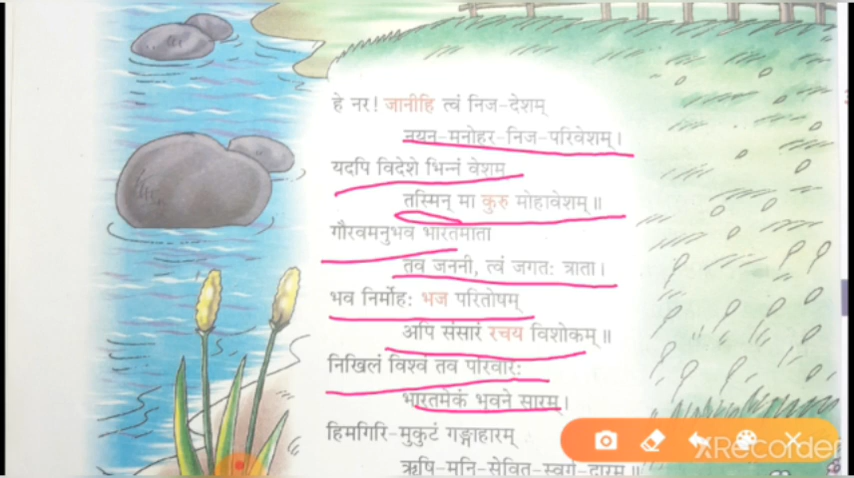 हे नर! जानीहि त्वं निज-देशम्
नयन-मनोहर-निज-परिवेशम्।
यदपि विदेशे भिन्नं वेशम्
तस्मिन् मा कुरु मोहावेशम्॥
गौरवमनुभव भारतमाता
तव जननी, त्वं जगतः त्राता।
भव निर्मोहः भज परितोषम्
अपि संसारं रचय विशोकम्॥
निखिलं विश्वं तव परिवारः
भारतमेकं भुवने सारम्।
हिमगिरि-मुकुटं गङ्गाहारम्
ऋषि-मुनि-सेवित-स्वर्ग-द्वारम्॥
XRecorder